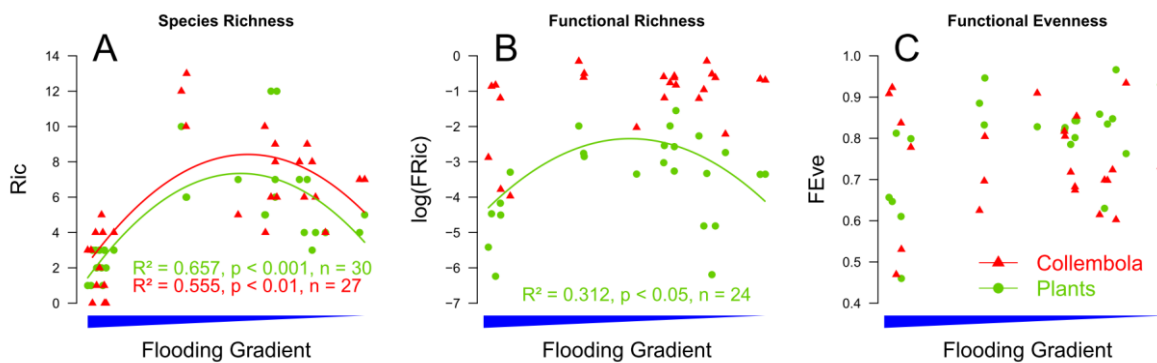 Species Richness
A
Ric
14
12
10
8
6
4
2
0
R² = 0.657, p < 0.001, n = 30
R² = 0.555, p < 0.01, n = 27
Flooding Gradient
Functional Richness
B
log(FRic)
0
−1
−2
−3
−4
−5
−6
−7
R² = 0.312, p < 0.05, n = 24
Flooding Gradient
Functional Evenness
C
FEve
1.0
0.9
0.8
0.7
0.6
0.5
0.4
Collembola
Plants
Flooding Gradient